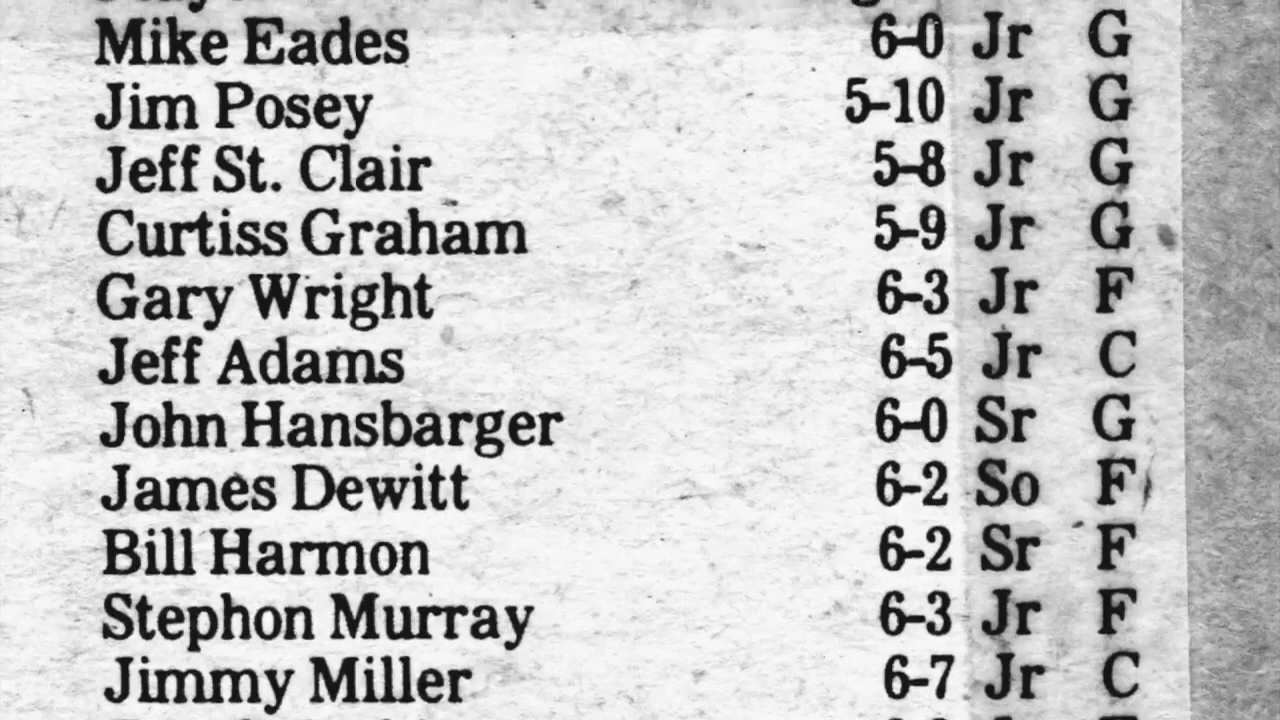 Mike Eades 6-0 Jr G
Jim Posey 5-10 Jr G
Jeff St. Clair 5-8 Jr G
Curtiss Graham 5-9 Jr G
Gary Wright 6-3 Jr F
Jeff Adams 6-5 Jr C
John Hansbarger 6-0 Sr G
James Dewitt 6-2 So F
Bill Harmon 6-2 Sr F
Stephon Murray 6-3 Jr F
Jimmy Miller 6-7 Jr C